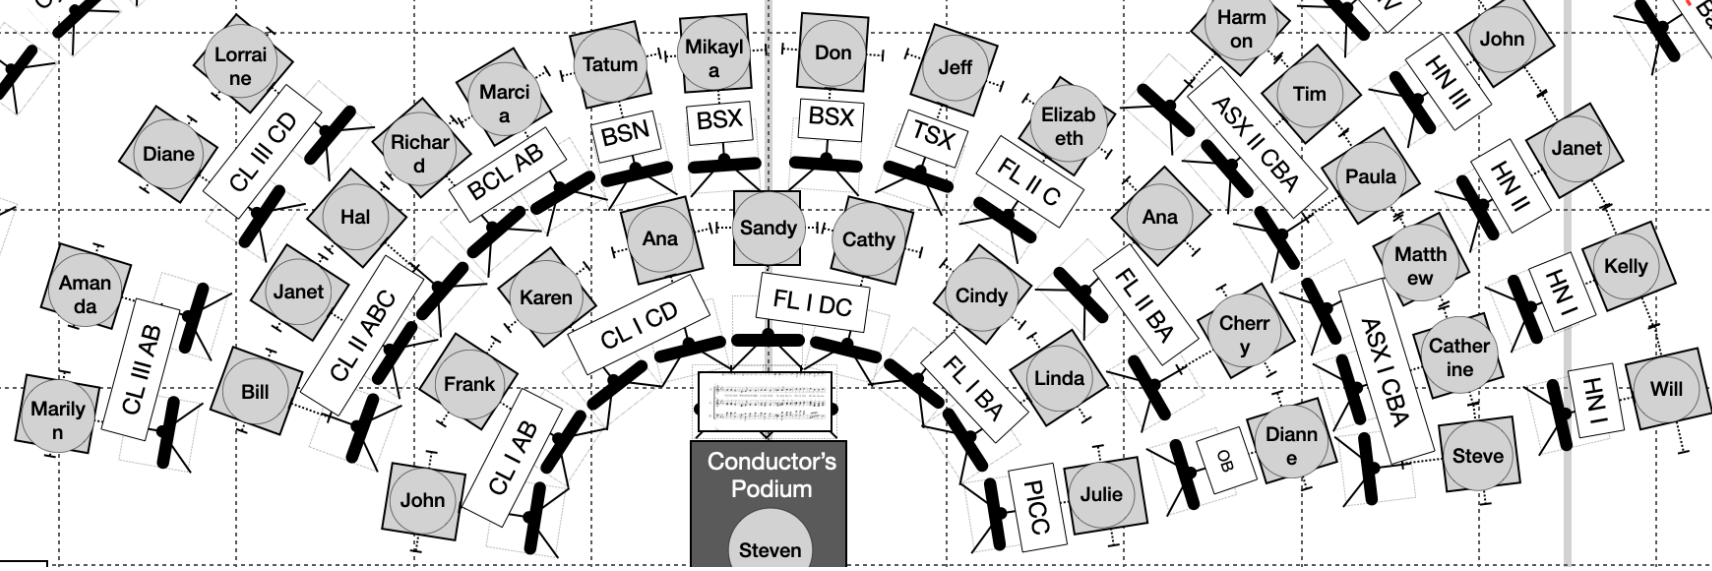 Lorrai
ne
Diane
CL III CD
Richar
d
Marci
a
BCL AB
Tatum
BSN
Mikayl
a
BSX
Don
BSX
Jeff
TSX
Elizab
eth
FL II C
Harm
on
Tim
ASX II CBA
Paula
John
HN III
Janet
HN II
Kelly
HN I
Will
HN I
Aman
da
Marily
n
CL III AB
Hal
Janet
Bill
CL II ABC
Karen
Ana
CL I CD
Sandy
Cathy
FL I DC
Cindy
Linda
FL I BA
Ana
Cherr
y
FL II BA
Matth
ew
Cather
ine
Steve
ASX I CBA
Frank
John
CL I AB
Julie
PICC
Diann
e
OB
Conductor's
Podium
Steven